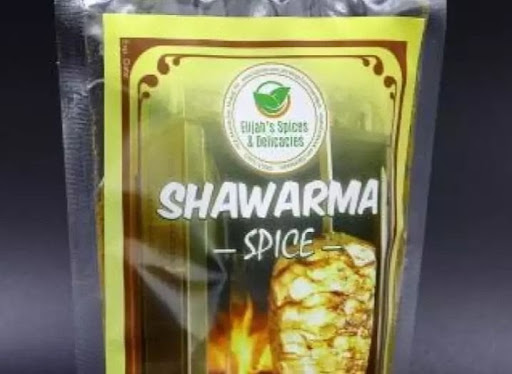 Elijah's Spices
& Delicacies
SHAWARMA
– SPICE –